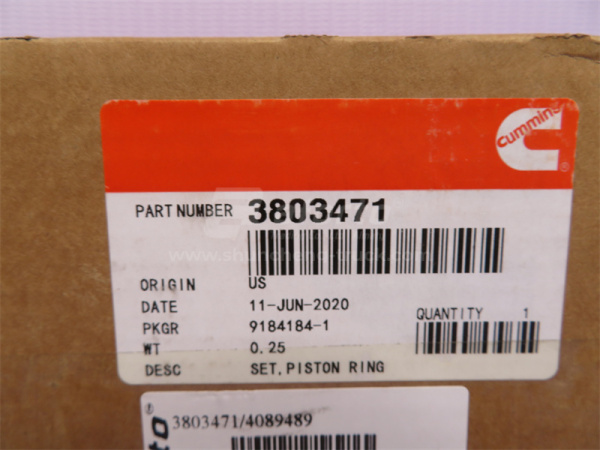 cummins
PART NUMBER 3803471
ORIGIN US
DATE 11-JUN-2020
PKGR 9184184-1
QUANTITY 1
WT 0.25
DESC SET, PISTON RING
3803471/4089489